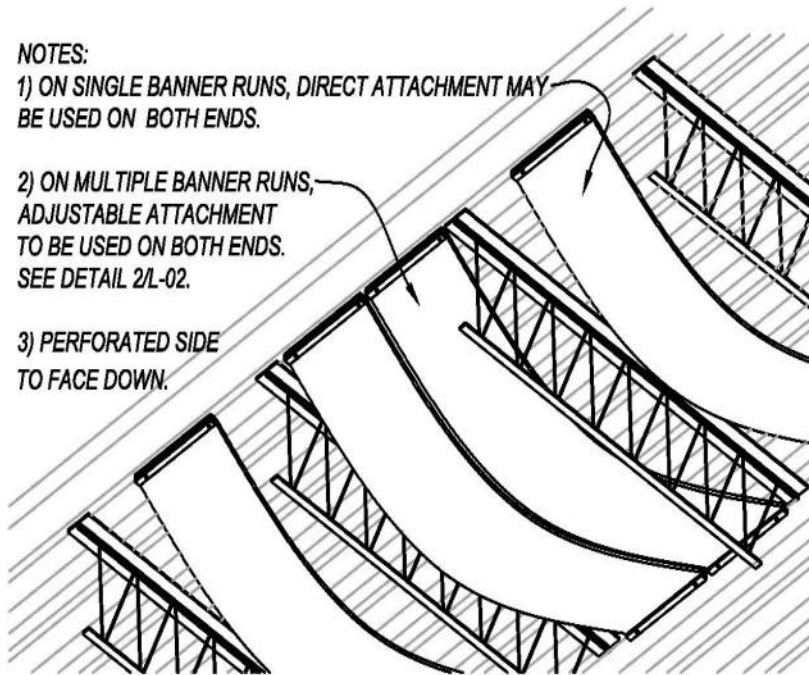 NOTES:
1) ON SINGLE BANNER RUNS, DIRECT ATTACHMENT MAY
BE USED ON BOTH ENDS.
2) ON MULTIPLE BANNER RUNS,
ADJUSTABLE ATTACHMENT
TO BE USED ON BOTH ENDS.
SEE DETAIL 2/L-02.
3) PERFORATED SIDE
TO FACE DOWN.